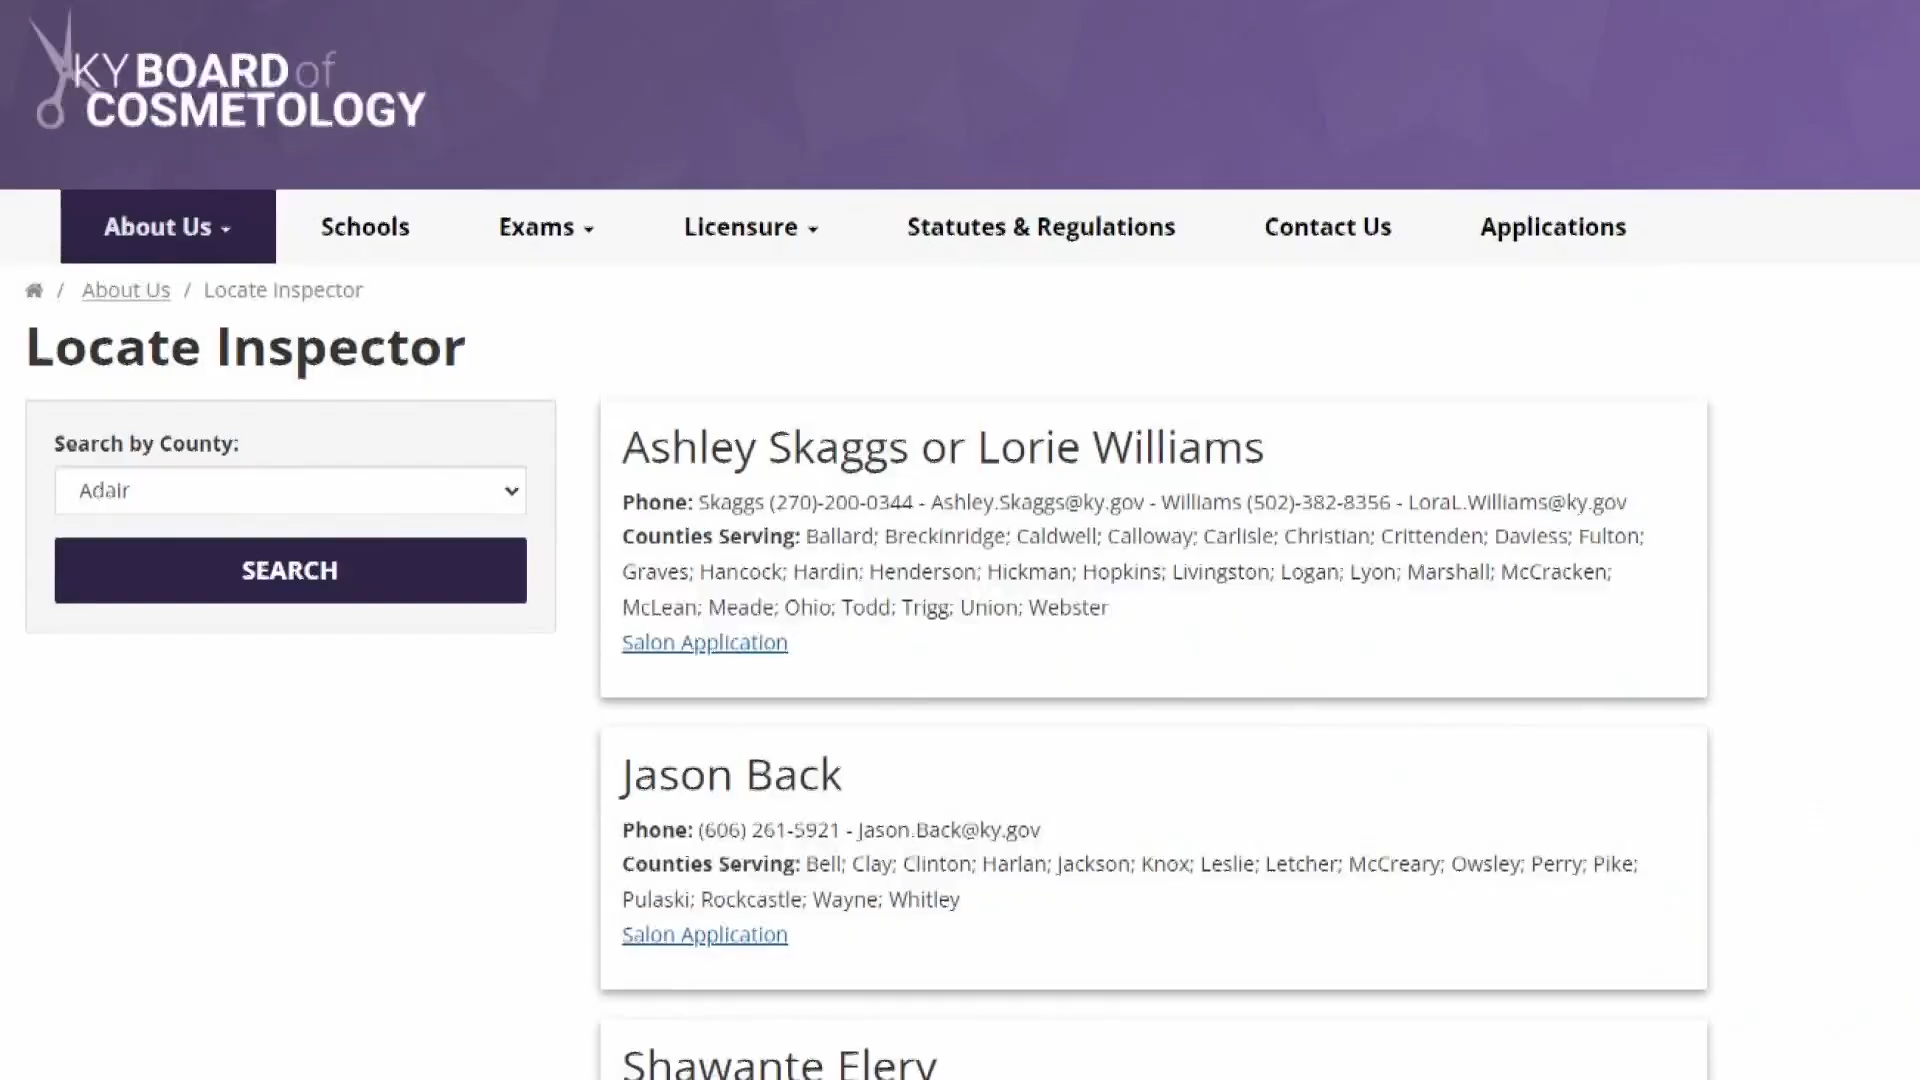 KY BOARD of
COSMETOLOGY
About Us
Schools
Exams
Licensure
Statutes & Regulations
Contact Us
Applications
/ About Us / Locate Inspector
Locate Inspector
Search by County:
Adair
SEARCH
Ashley Skaggs or Lorie Williams
Phone: Skaggs (270)-200-0344 - Ashley.Skaggs@ky.gov - Williams (502)-382-8356 - LoraL.Williams@ky.gov
Counties Serving: Ballard; Breckinridge; Caldwell; Calloway; Carlisle; Christian; Crittenden; Daviess; Fulton;
Graves; Hancock; Hardin; Henderson; Hickman; Hopkins; Livingston; Logan; Lyon; Marshall; McCracken;
McLean; Meade; Ohio; Todd; Trigg; Union; Webster
Salon Application
Jason Back
Phone: (606) 261-5921 - Jason.Back@ky.gov
Counties Serving: Bell; Clay; Clinton; Harlan; Jackson; Knox; Leslie; Letcher; McCreary; Owsley; Perry; Pike;
Pulaski; Rockcastle; Wayne; Whitley
Salon Application
Shawante Elery